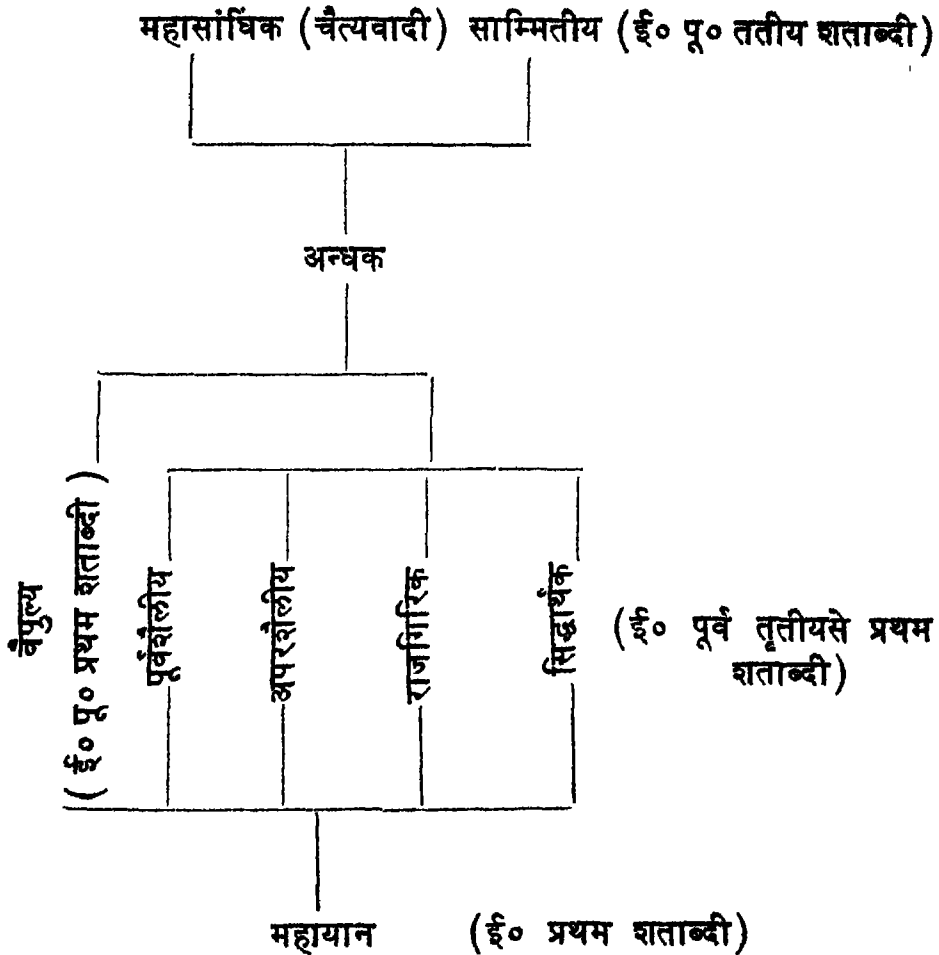 महासांघिक (चैत्यवादी) साम्मितीय (ई० पू० ततीय शताब्दी)
अन्धक
वैपुल्य
(ई० पू० प्रथम शताब्दी)
पूर्वशैलीय
अपरशैलीय
राजगिरिक
सिद्धार्थक
(ई० पूर्व तृतीयसे प्रथम
शताब्दी)
महायान (ई० प्रथम शताब्दी)